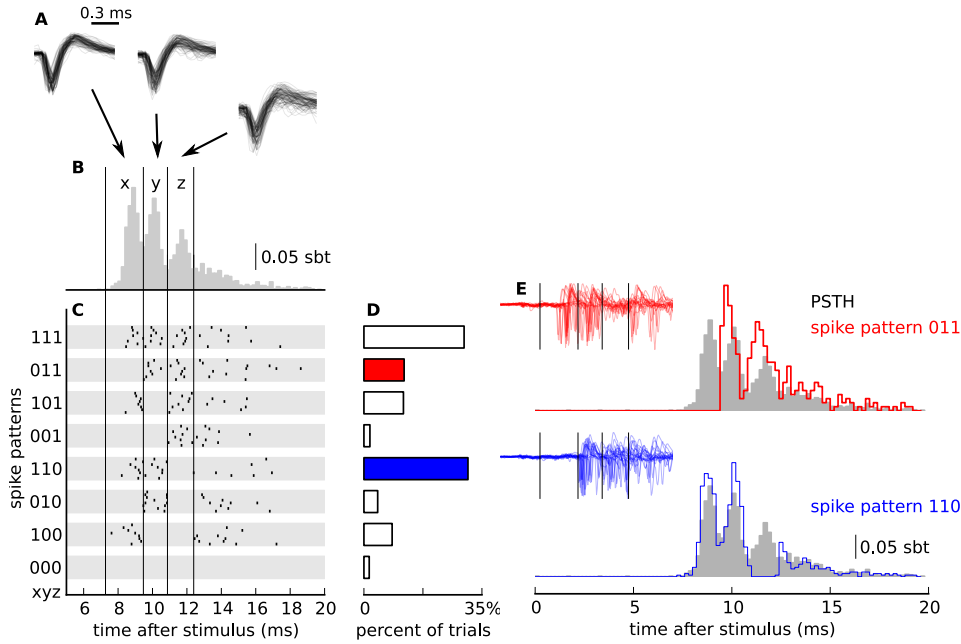 A 0.3 ms
B
x y z
0.05 sbt
C
spike patterns
111
011
101
001
110
010
100
000
xyz
6 8 10 12 14 16 18 20
time after stimulus (ms)
D
0 35%
percent of trials
E
PSTH
spike pattern 011
spike pattern 110
0.05 sbt
0 5 10 15 20
time after stimulus (ms)